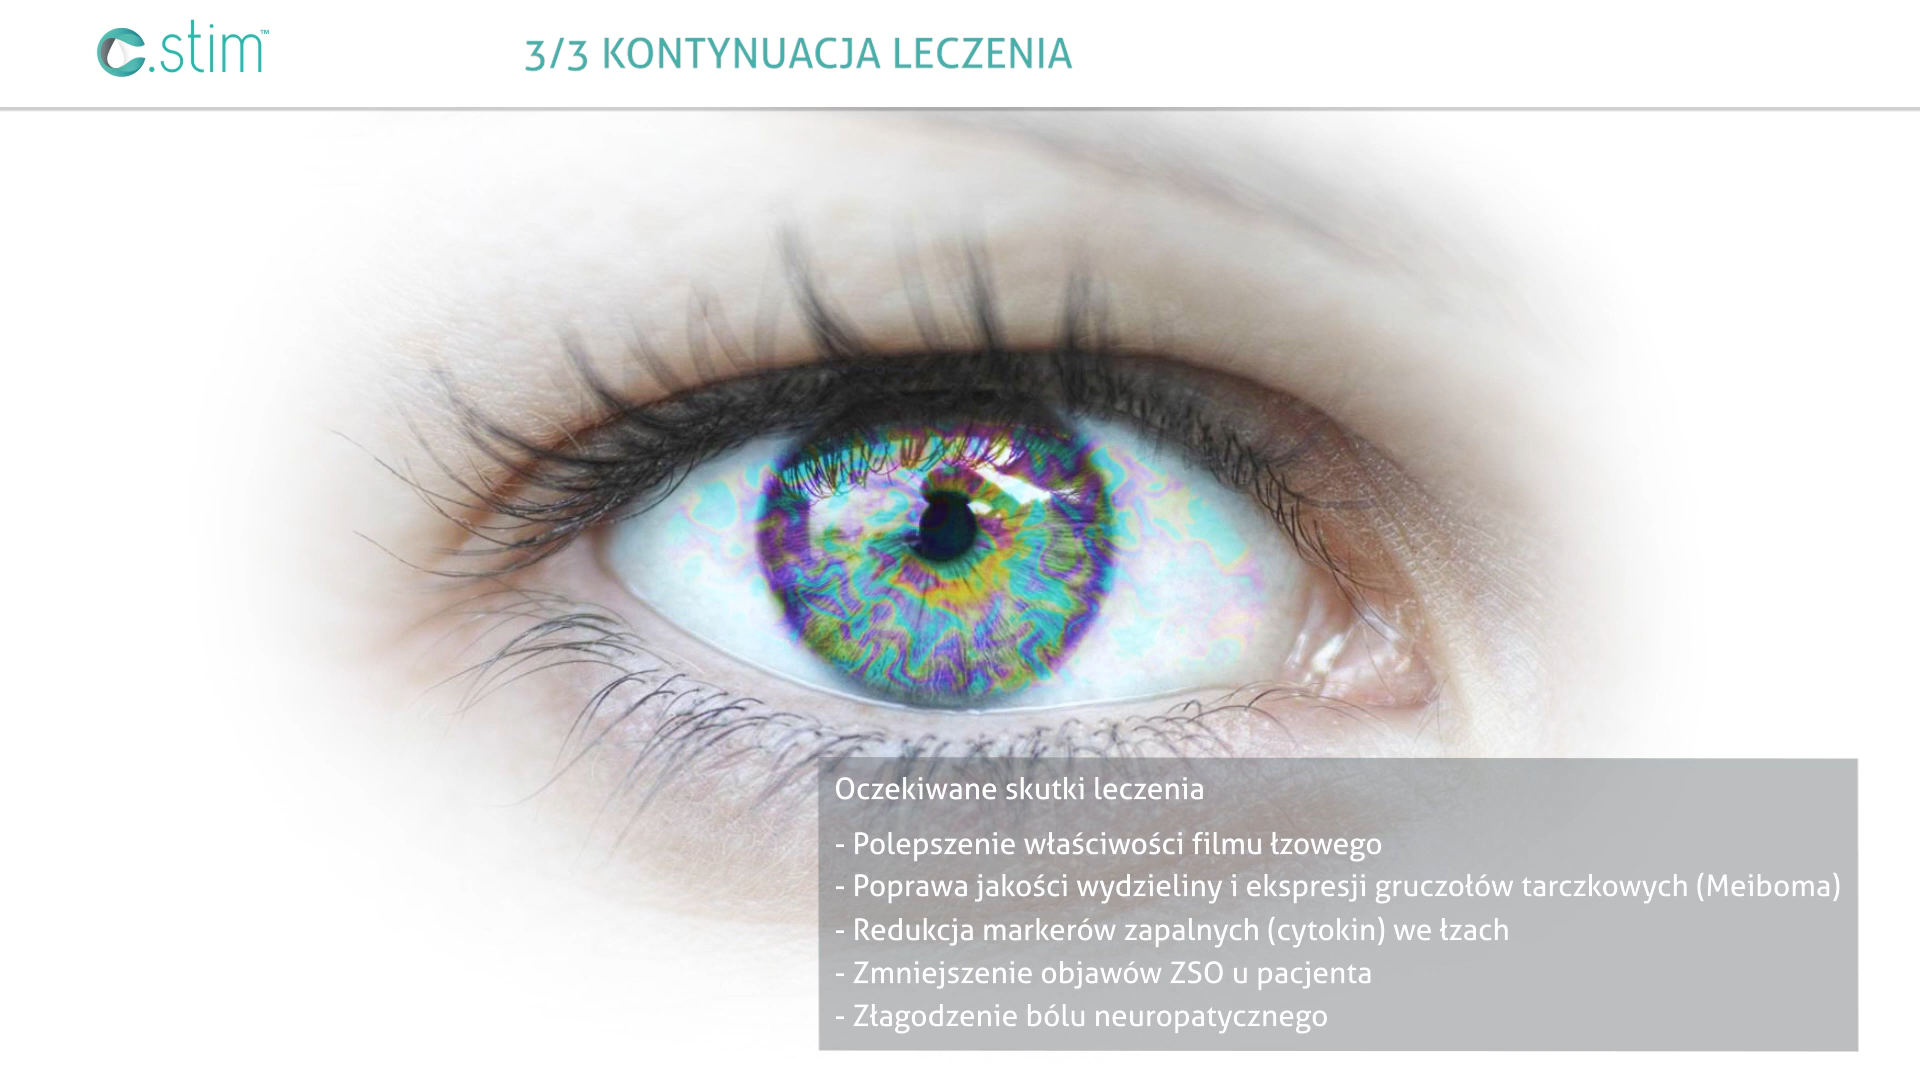 c.stim™
3/3 KONTYNUACJA LECZENIA
Oczekiwane skutki leczenia
- Polepszenie właściwości filmu łzowego
- Poprawa jakości wydzieliny i ekspresji gruczołów tarczkowych (Meiboma)
- Redukcja markerów zapalnych (cytokin) we łzach
- Zmniejszenie objawów ZSO u pacjenta
- Złagodzenie bólu neuropatycznego